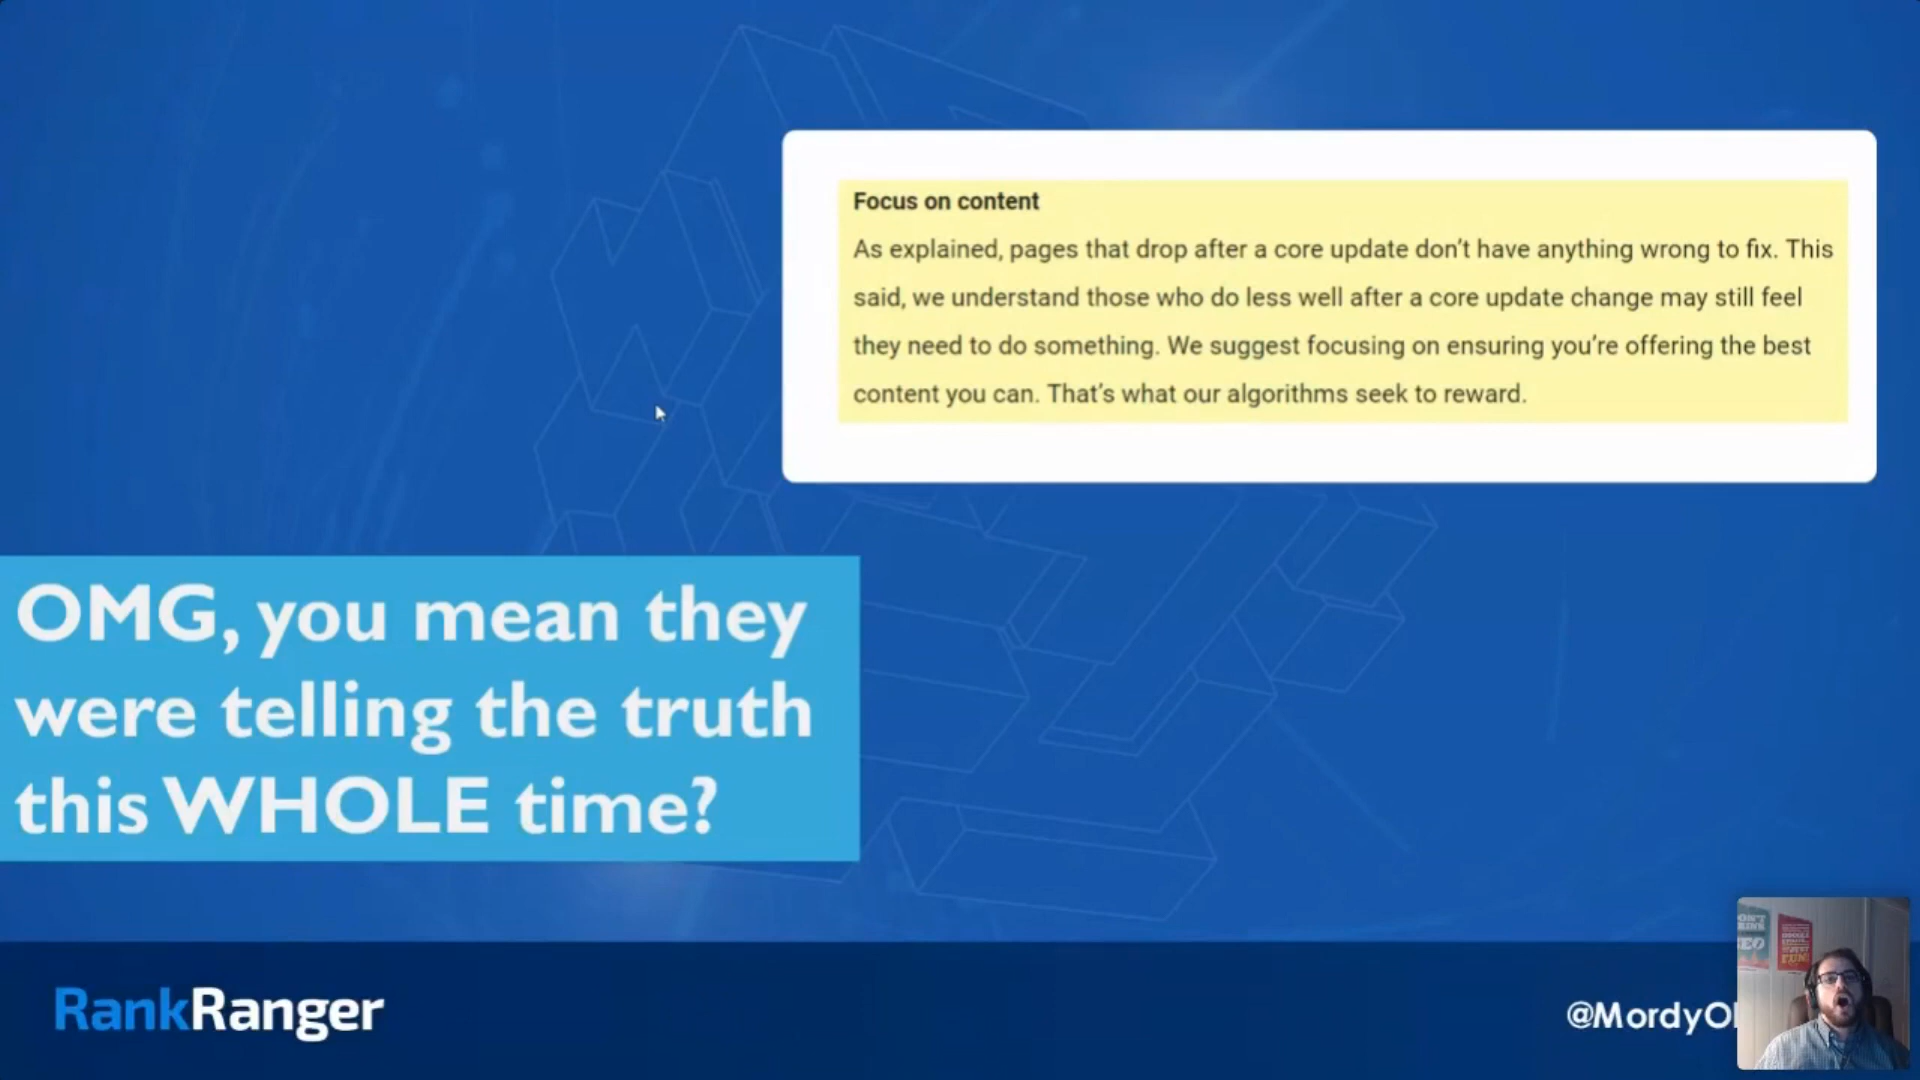 Focus on content
As explained, pages that drop after a core update don’t have anything wrong to fix. This
said, we understand those who do less well after a core update change may still feel
they need to do something. We suggest focusing on ensuring you’re offering the best
content you can. That’s what our algorithms seek to reward.
OMG, you mean they
were telling the truth
this WHOLE time?
RankRanger